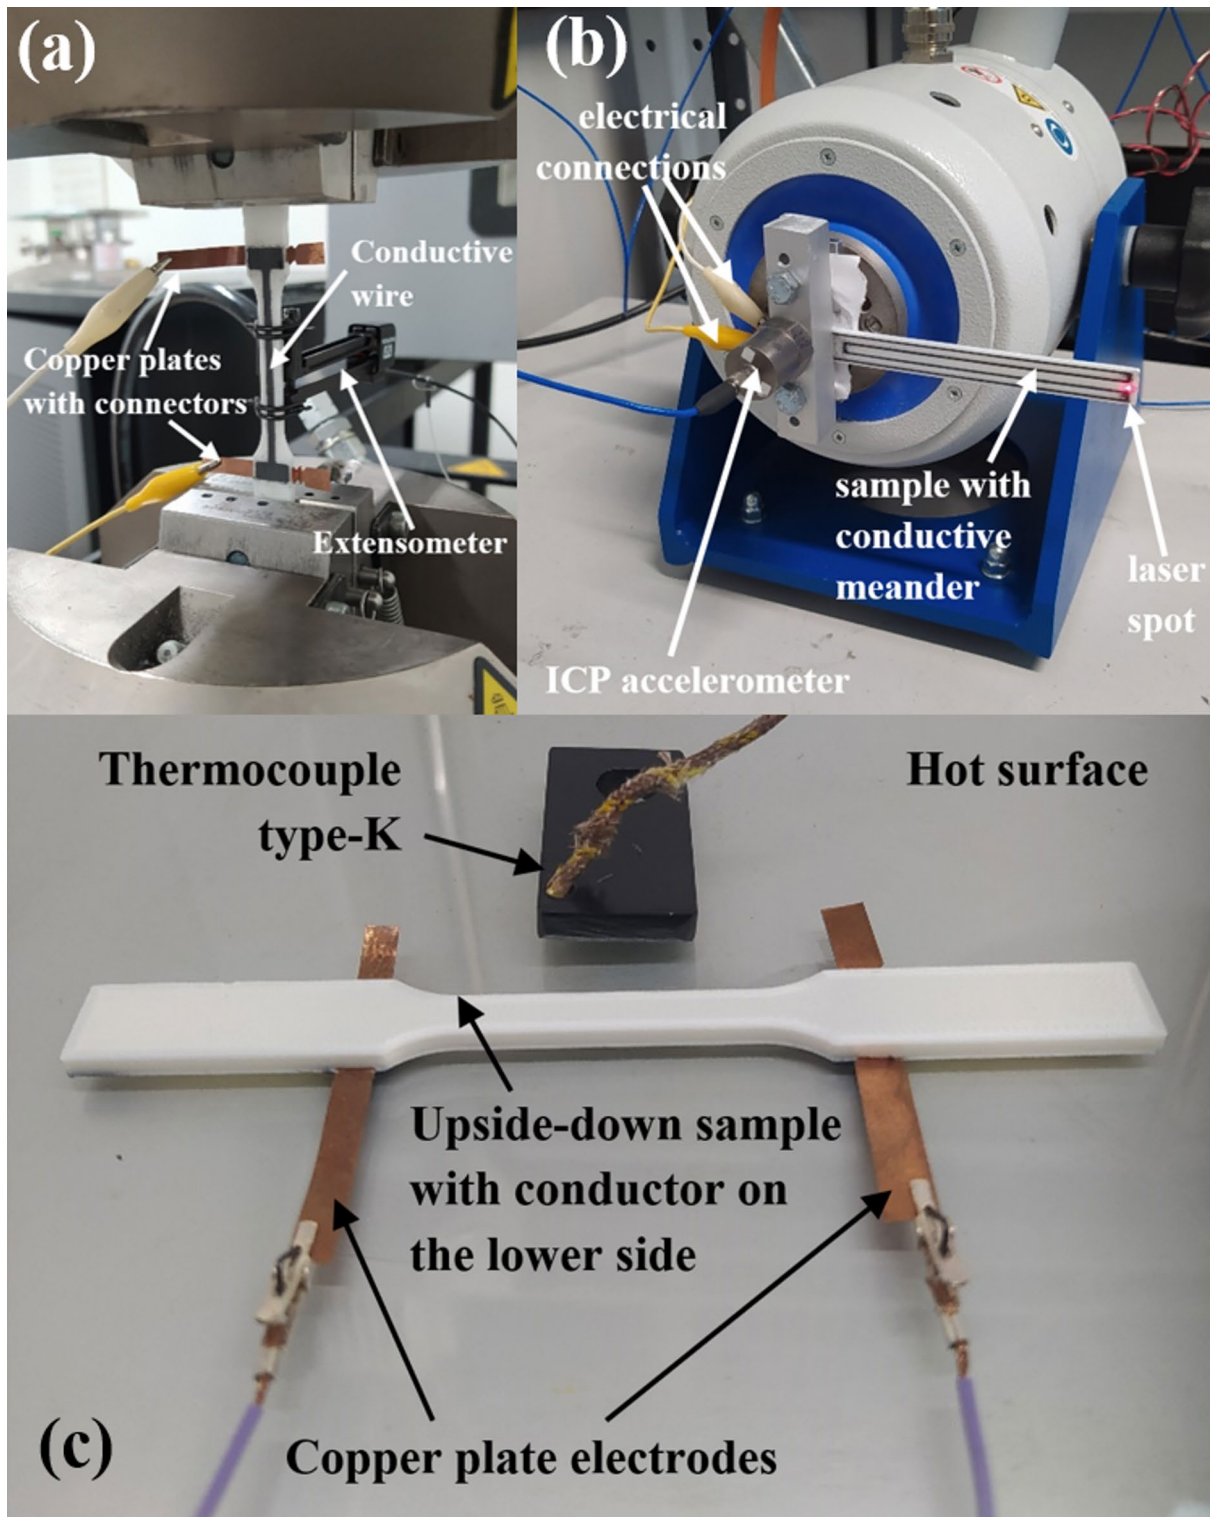 (a)
Conductive
wire
Copper plates
with connectors
Extensometer
(b)
electrical
connections
sample with
conductive
meander
laser
spot
ICP accelerometer
Thermocouple
type-K
Hot surface
Upside-down sample
with conductor on
the lower side
Copper plate electrodes
(c)